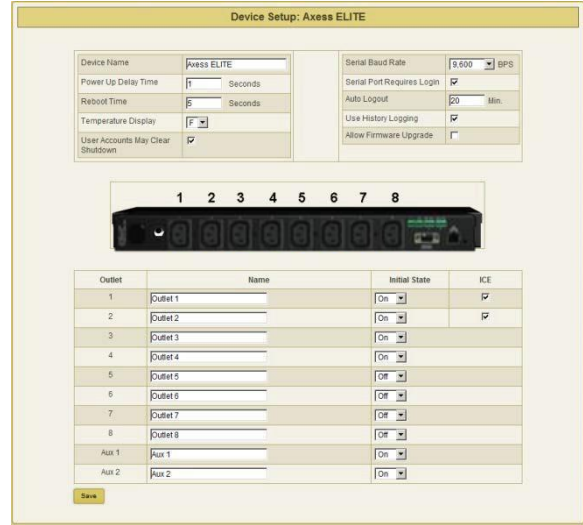 Device Setup: Axess ELITE
Device Name Axess ELITE
Power Up Delay Time 1 Seconds
Reboot Time 5 Seconds
Temperature Display F
User Accounts May Clear
Shutdown
Serial Baud Rate 9,600 BPS
Serial Port Requires Login
Auto Logout 20 Min.
Use History Logging
Allow Firmware Upgrade
1 2 3 4 5 6 7 8
Outlet Name Initial State ICE
1 Outlet 1 On
2 Outlet 2 On
3 Outlet 3 On
4 Outlet 4 On
5 Outlet 5 Off
6 Outlet 6 Off
7 Outlet 7 Off
8 Outlet 8 Off
Aux 1 Aux 1 On
Aux 2 Aux 2 On
Save